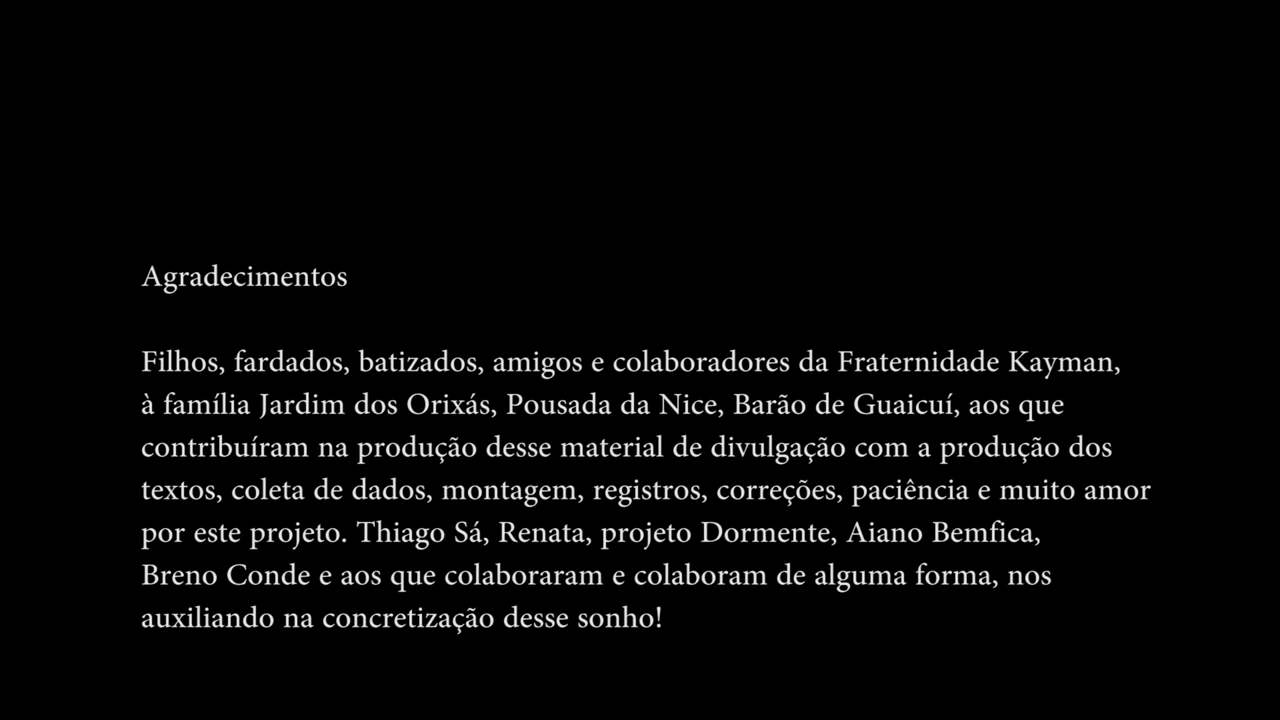 Agradecimentos
Filhos, fardados, batizados, amigos e colaboradores da Fraternidade Kayman,
à família Jardim dos Orixás, Pousada da Nice, Barão de Guaicuí, aos que
contribuíram na produção desse material de divulgação com a produção dos
textos, coleta de dados, montagem, registros, correções, paciência e muito amor
por este projeto. Thiago Sá, Renata, projeto Dormente, Aiano Bemfica,
Breno Conde e aos que colaboraram e colaboram de alguma forma, nos
auxiliando na concretização desse sonho!